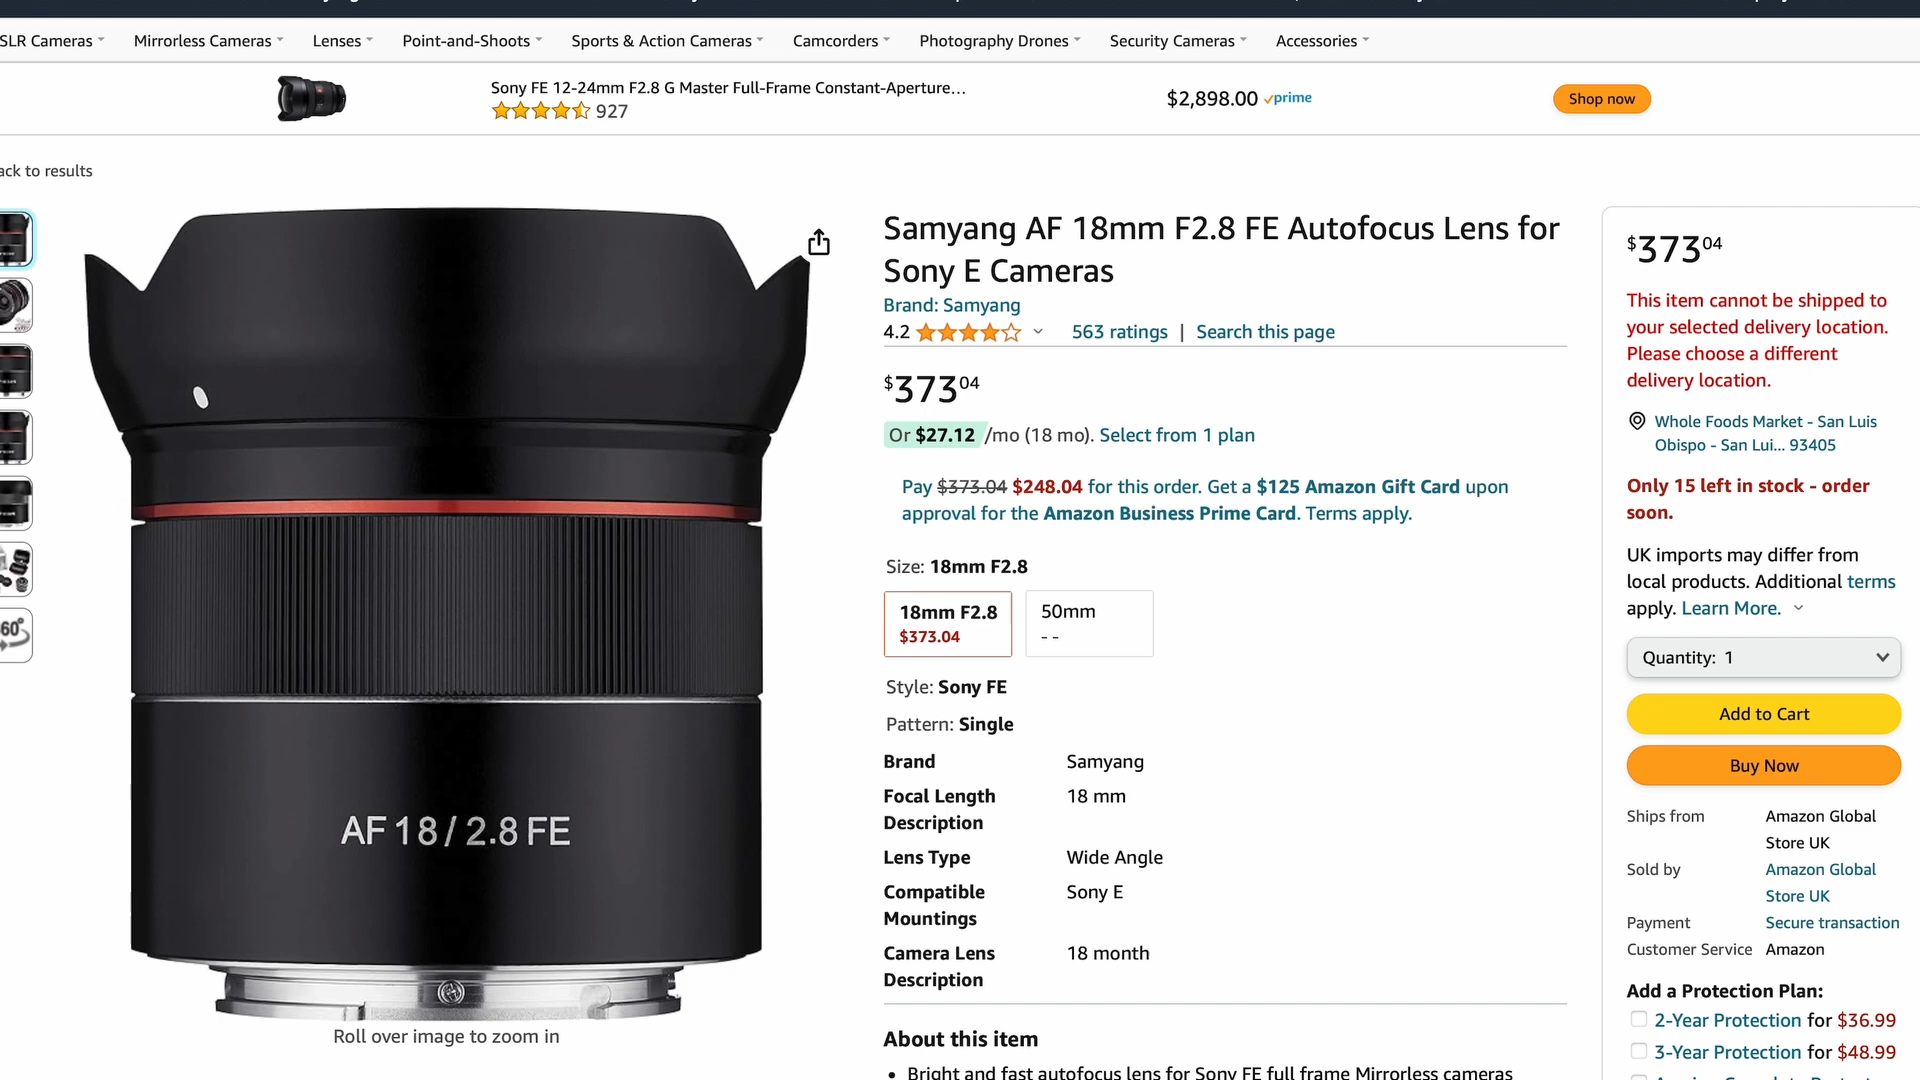 SLR Cameras
Mirrorless Cameras
Lenses
Point-and-Shoots
Sports & Action Cameras
Camcorders
Photography Drones
Security Cameras
Accessories
Sony FE 12-24mm F2.8 G Master Full-Frame Constant-Aperture…
927
$2,898.00 prime
Shop now
ack to results
Samyang AF 18mm F2.8 FE Autofocus Lens for
Sony E Cameras
Brand: Samyang
4.2
563 ratings | Search this page
$373 04
Or $27.12 /mo (18 mo). Select from 1 plan
Pay $373.04 $248.04 for this order. Get a $125 Amazon Gift Card upon
approval for the Amazon Business Prime Card. Terms apply.
Size: 18mm F2.8
18mm F2.8
$373.04
50mm
- -
Style: Sony FE
Pattern: Single
Brand Samyang
Focal Length 18 mm
Description
Lens Type Wide Angle
Compatible Sony E
Mountings
Camera Lens 18 month
Description
About this item
• Bright and fast autofocus lens for Sony FE full frame Mirrorless cameras
AF 18 / 2.8 FE
Roll over image to zoom in
60°
$373 04
This item cannot be shipped to
your selected delivery location.
Please choose a different
delivery location.
Whole Foods Market - San Luis
Obispo - San Lui... 93405
Only 15 left in stock - order
soon.
UK imports may differ from
local products. Additional terms
apply. Learn More.
Quantity: 1
Add to Cart
Buy Now
Ships from Amazon Global
Store UK
Sold by Amazon Global
Store UK
Payment Secure transaction
Customer Service Amazon
Add a Protection Plan:
2-Year Protection for $36.99
3-Year Protection for $48.99